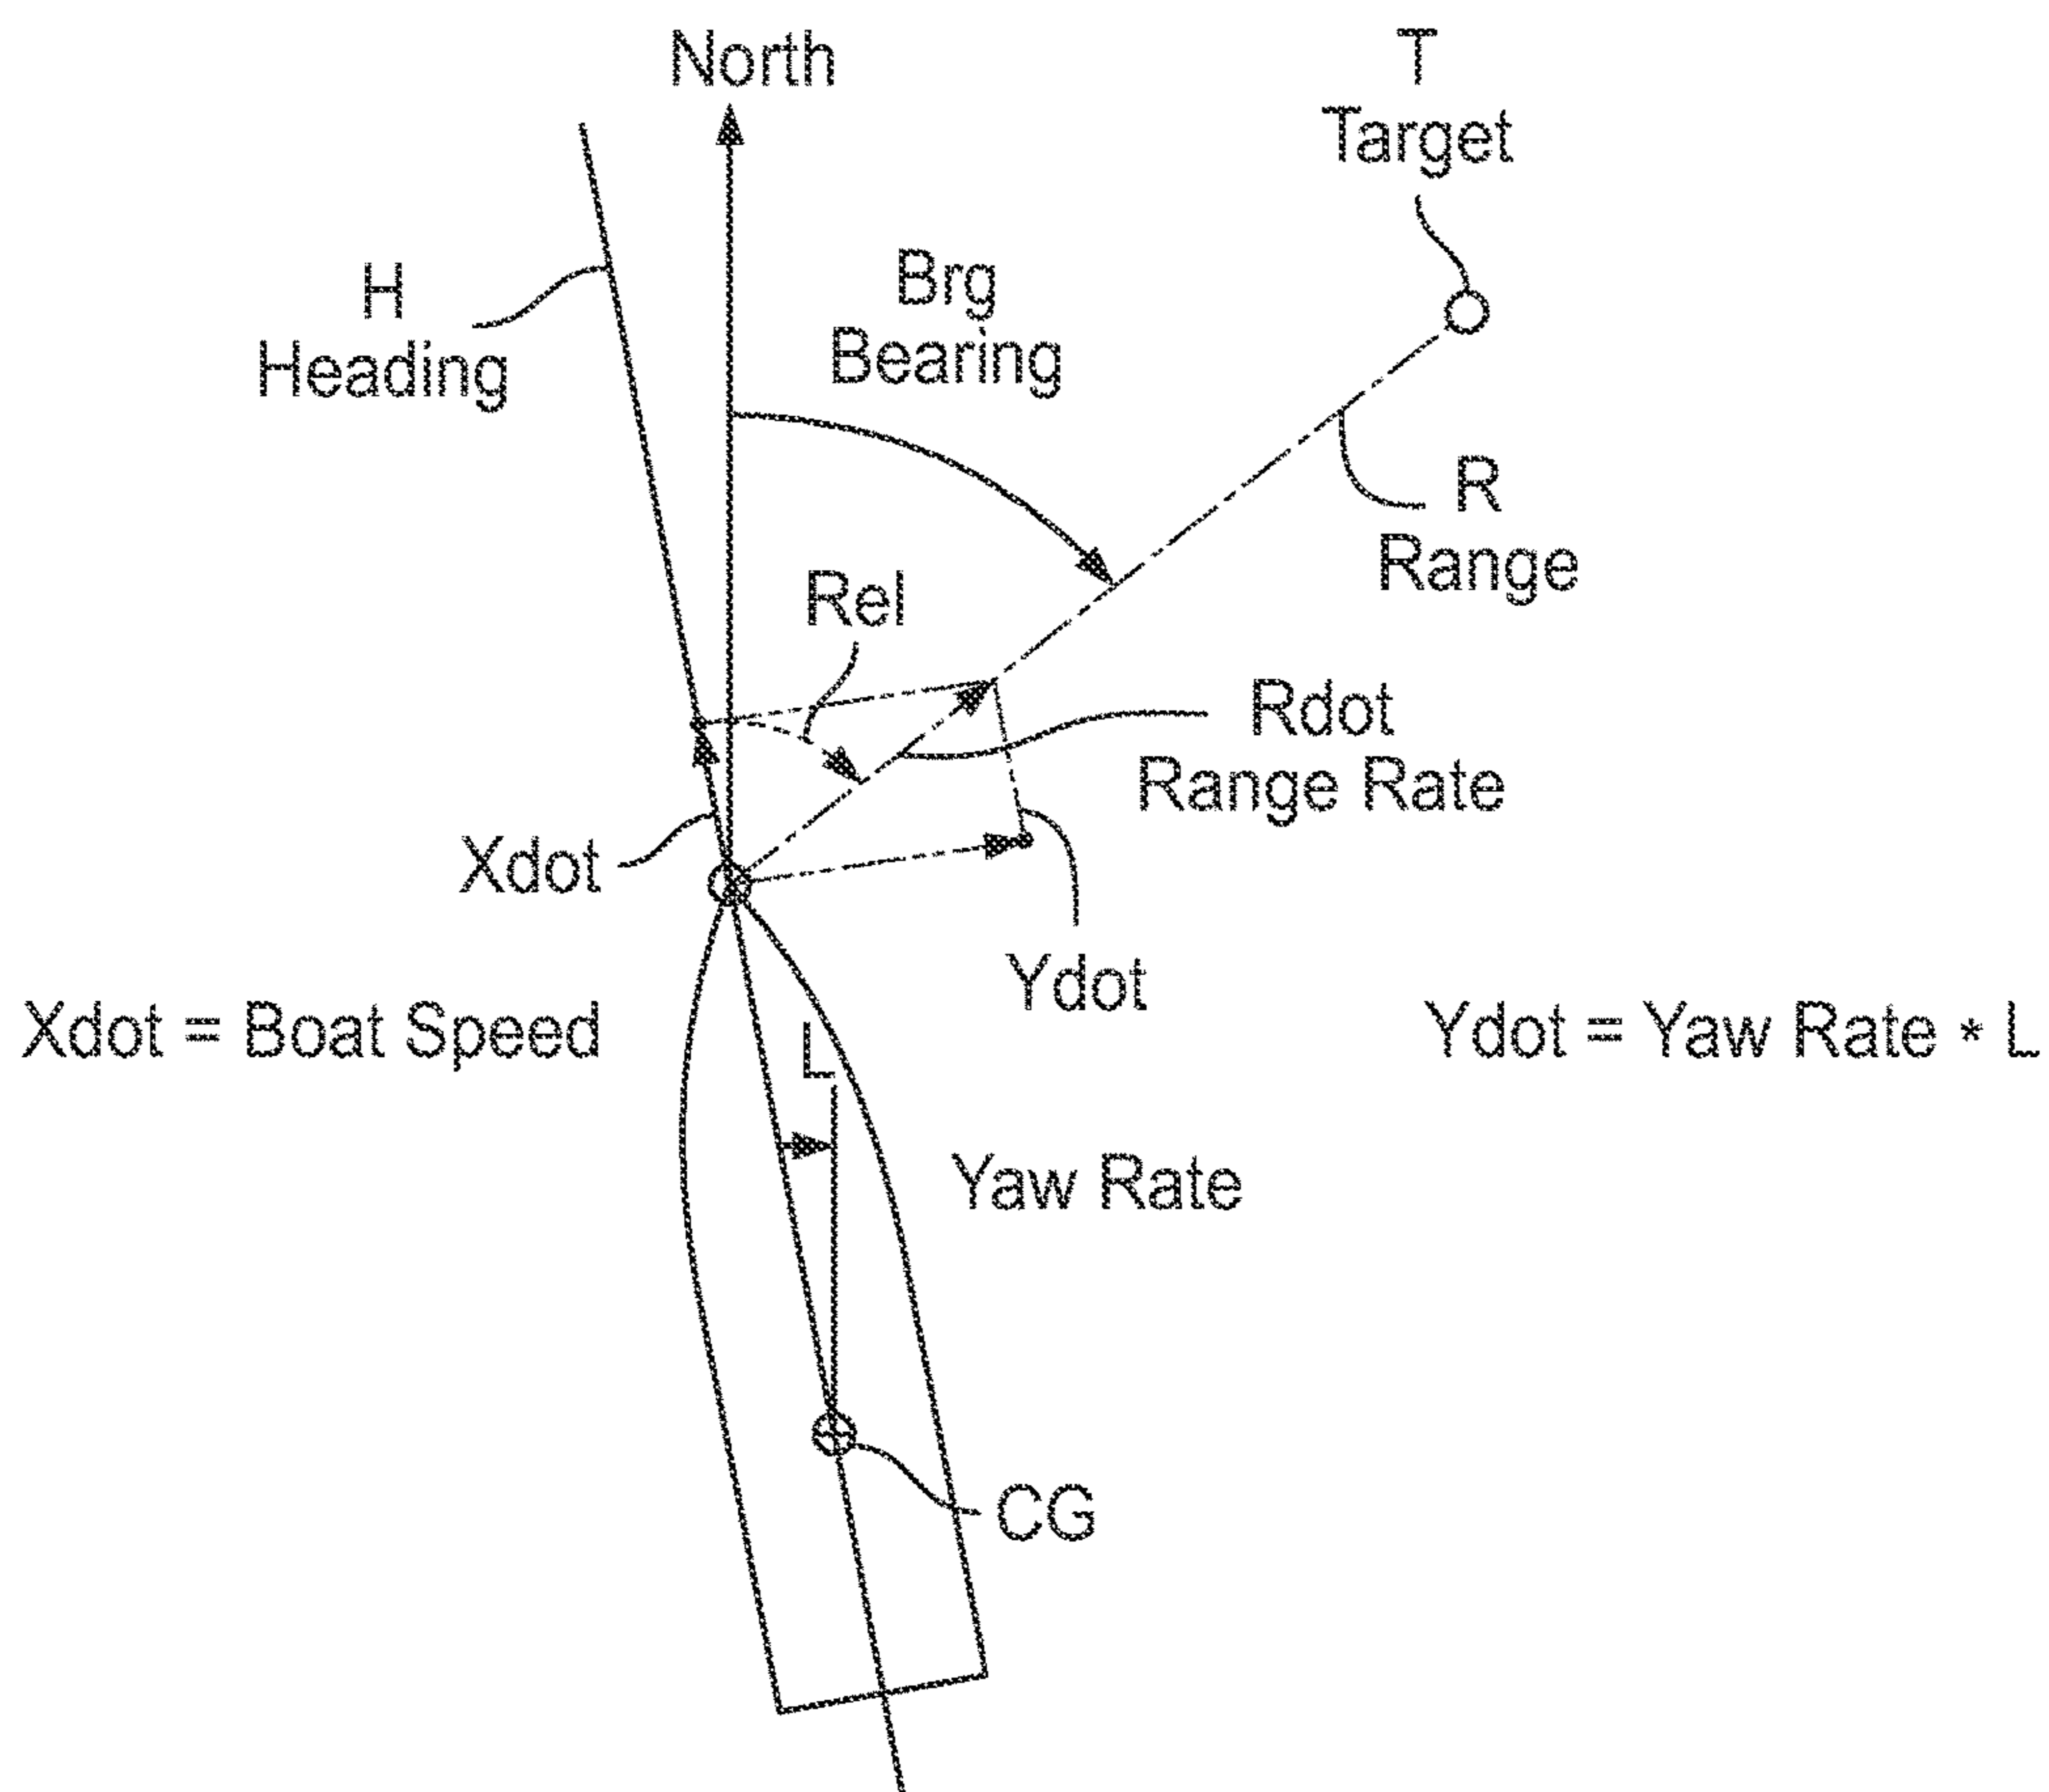 North
T
Target
H
Heading
Brg
Bearing
R
Range
Rel
Rdot
Range Rate
Xdot
Ydot
Xdot = Boat Speed
L
Ydot = Yaw Rate * L
Yaw Rate
CG